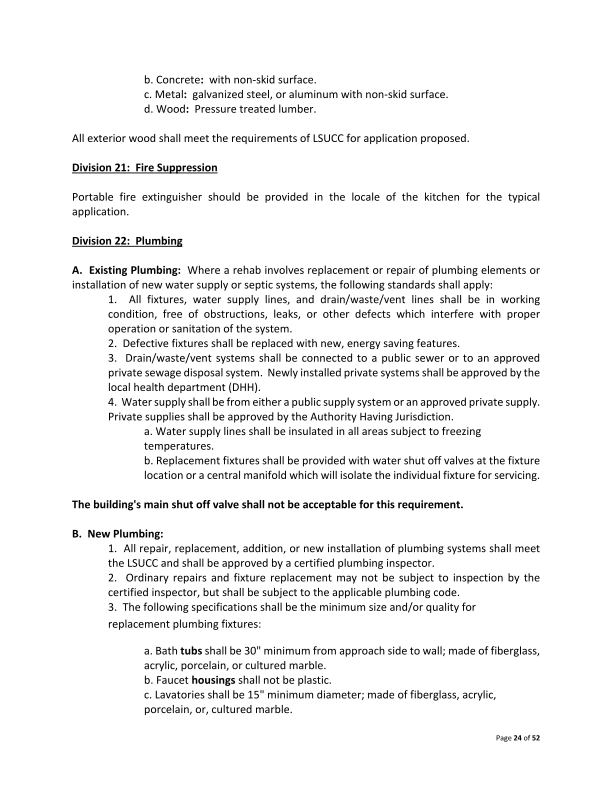 b. Concrete: with non-skid surface.
c. Metal: galvanized steel, or aluminum with non-skid surface.
d. Wood: Pressure treated lumber.
All exterior wood shall meet the requirements of LSUCC for application proposed.
Division 21: Fire Suppression
Portable fire extinguisher should be provided in the locale of the kitchen for the typical
application.
Division 22: Plumbing
A. Existing Plumbing: Where a rehab involves replacement or repair of plumbing elements or
installation of new water supply or septic systems, the following standards shall apply:
1. All fixtures, water supply lines, and drain/waste/vent lines shall be in working
condition, free of obstructions, leaks, or other defects which interfere with proper
operation or sanitation of the system.
2. Defective fixtures shall be replaced with new, energy saving features.
3. Drain/waste/vent systems shall be connected to a public sewer or to an approved
private sewage disposal system. Newly installed private systems shall be approved by the
local health department (DHH).
4. Water supply shall be from either a public supply system or an approved private supply.
Private supplies shall be approved by the Authority Having Jurisdiction.
a. Water supply lines shall be insulated in all areas subject to freezing
temperatures.
b. Replacement fixtures shall be provided with water shut off valves at the fixture
location or a central manifold which will isolate the individual fixture for servicing.
The building's main shut off valve shall not be acceptable for this requirement.
B. New Plumbing:
1. All repair, replacement, addition, or new installation of plumbing systems shall meet
the LSUCC and shall be approved by a certified plumbing inspector.
2. Ordinary repairs and fixture replacement may not be subject to inspection by the
certified inspector, but shall be subject to the applicable plumbing code.
3. The following specifications shall be the minimum size and/or quality for
replacement plumbing fixtures:
a. Bath tubs shall be 30" minimum from approach side to wall; made of fiberglass,
acrylic, porcelain, or cultured marble.
b. Faucet housings shall not be plastic.
c. Lavatories shall be 15" minimum diameter; made of fiberglass, acrylic,
porcelain, or, cultured marble.
Page 24 of 52